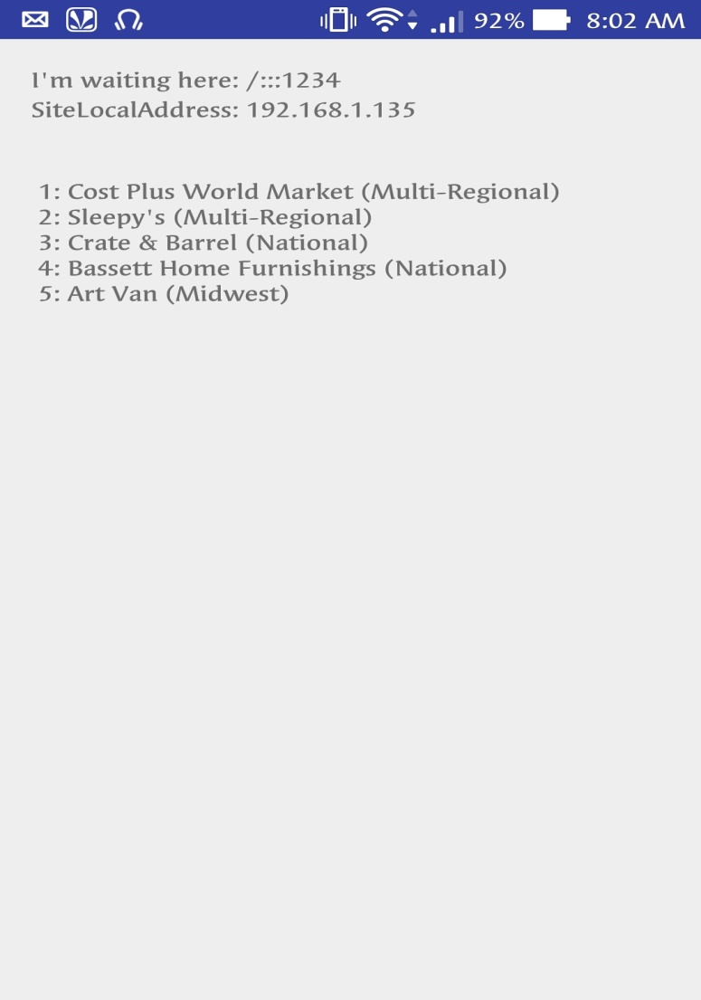 92% 8:02 AM
I'm waiting here: /:::1234
SiteLocalAddress: 192.168.1.135
1: Cost Plus World Market (Multi-Regional)
2: Sleepy's (Multi-Regional)
3: Crate & Barrel (National)
4: Bassett Home Furnishings (National)
5: Art Van (Midwest)